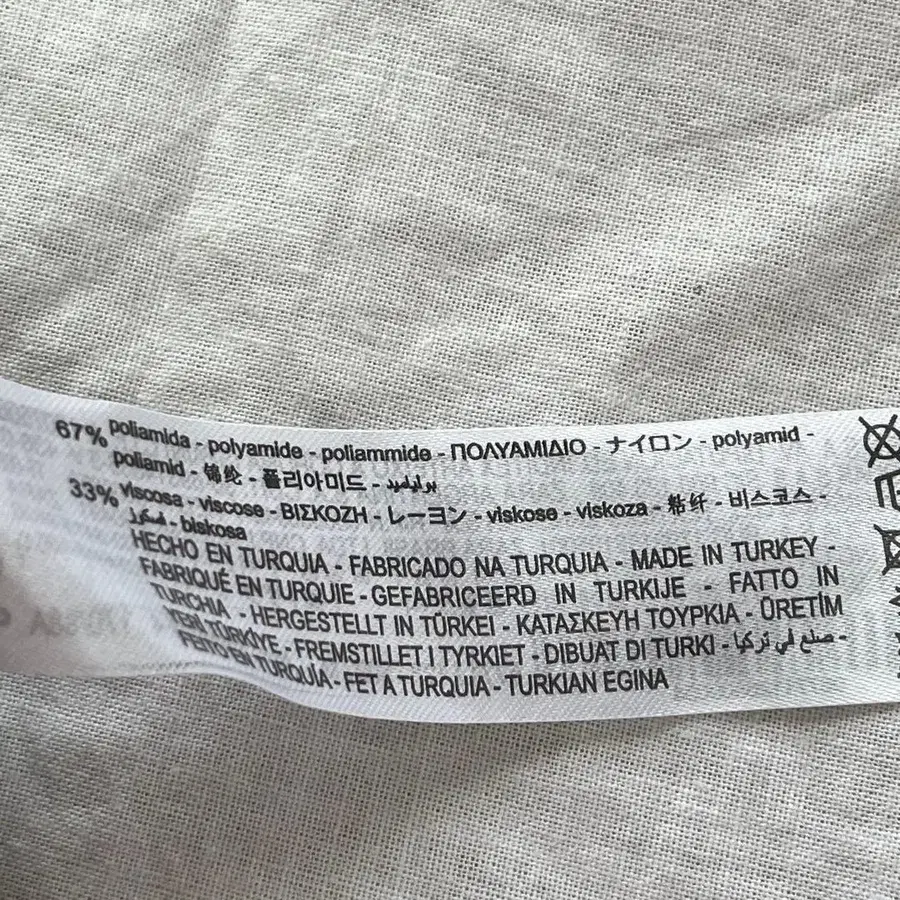 67% poliamida - polyamide - poliammide - ΠΟΛΥΑΜΙΔΙΟ - ナイロン - polyamid -
poliamid - 锦纶 - 폴리아미드 - بولياميد
33% viscosa - viscose - ΒΙΣΚΟΖΗ - レーヨン - viskose - viskoza - 粘纤 - 비스코스 -
فسكوز - biskosa
HECHO EN TURQUIA - FABRICADO NA TURQUIA - MADE IN TURKEY -
FABRIQUÉ EN TURQUIE - GEFABRICEERD IN TURKIJE - FATTO IN
TURCHIA - HERGESTELLT IN TÜRKEI - ΚΑΤΑΣΚΕΥΗ ΤΟΥΡΚΙΑ - ÜRETİM
YERİ TÜRKİYE - FREMSTILLET I TYRKIET - DIBUAT DI TURKI - صنع في تركيا -
FEITO EN TURQUÍA - FET A TURQUIA - TURKIAN EGINA